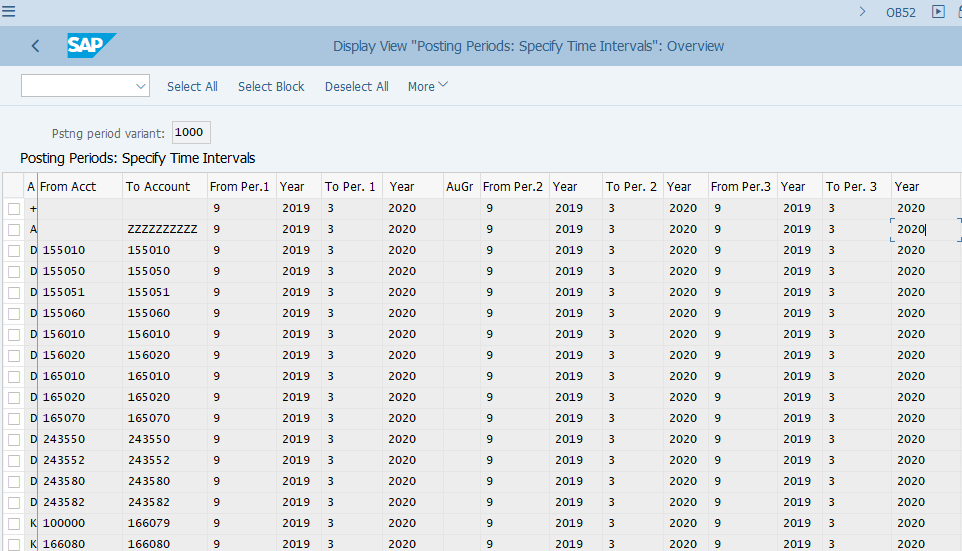 OB52
SAP Display View "Posting Periods: Specify Time Intervals": Overview
Select All Select Block Deselect All More
Pstng period variant: 1000
Posting Periods: Specify Time Intervals
A From Acct To Account From Per.1 Year To Per. 1 Year AuGr From Per.2 Year To Per. 2 Year From Per.3 Year To Per. 3 Year
+ 9 2019 3 2020 9 2019 3 2020 9 2019 3 2020
A ZZZZZZZZZZ 9 2019 3 2020 9 2019 3 2020 9 2019 3 2020
D 155010 155010 9 2019 3 2020 9 2019 3 2020 9 2019 3 2020
D 155050 155050 9 2019 3 2020 9 2019 3 2020 9 2019 3 2020
D 155051 155051 9 2019 3 2020 9 2019 3 2020 9 2019 3 2020
D 155060 155060 9 2019 3 2020 9 2019 3 2020 9 2019 3 2020
D 156010 156010 9 2019 3 2020 9 2019 3 2020 9 2019 3 2020
D 156020 156020 9 2019 3 2020 9 2019 3 2020 9 2019 3 2020
D 165010 165010 9 2019 3 2020 9 2019 3 2020 9 2019 3 2020
D 165020 165020 9 2019 3 2020 9 2019 3 2020 9 2019 3 2020
D 165070 165070 9 2019 3 2020 9 2019 3 2020 9 2019 3 2020
D 243550 243550 9 2019 3 2020 9 2019 3 2020 9 2019 3 2020
D 243552 243552 9 2019 3 2020 9 2019 3 2020 9 2019 3 2020
D 243580 243580 9 2019 3 2020 9 2019 3 2020 9 2019 3 2020
D 243582 243582 9 2019 3 2020 9 2019 3 2020 9 2019 3 2020
K 100000 166079 9 2019 3 2020 9 2019 3 2020 9 2019 3 2020
K 166080 166080 9 2019 3 2020 9 2019 3 2020 9 2019 3 2020